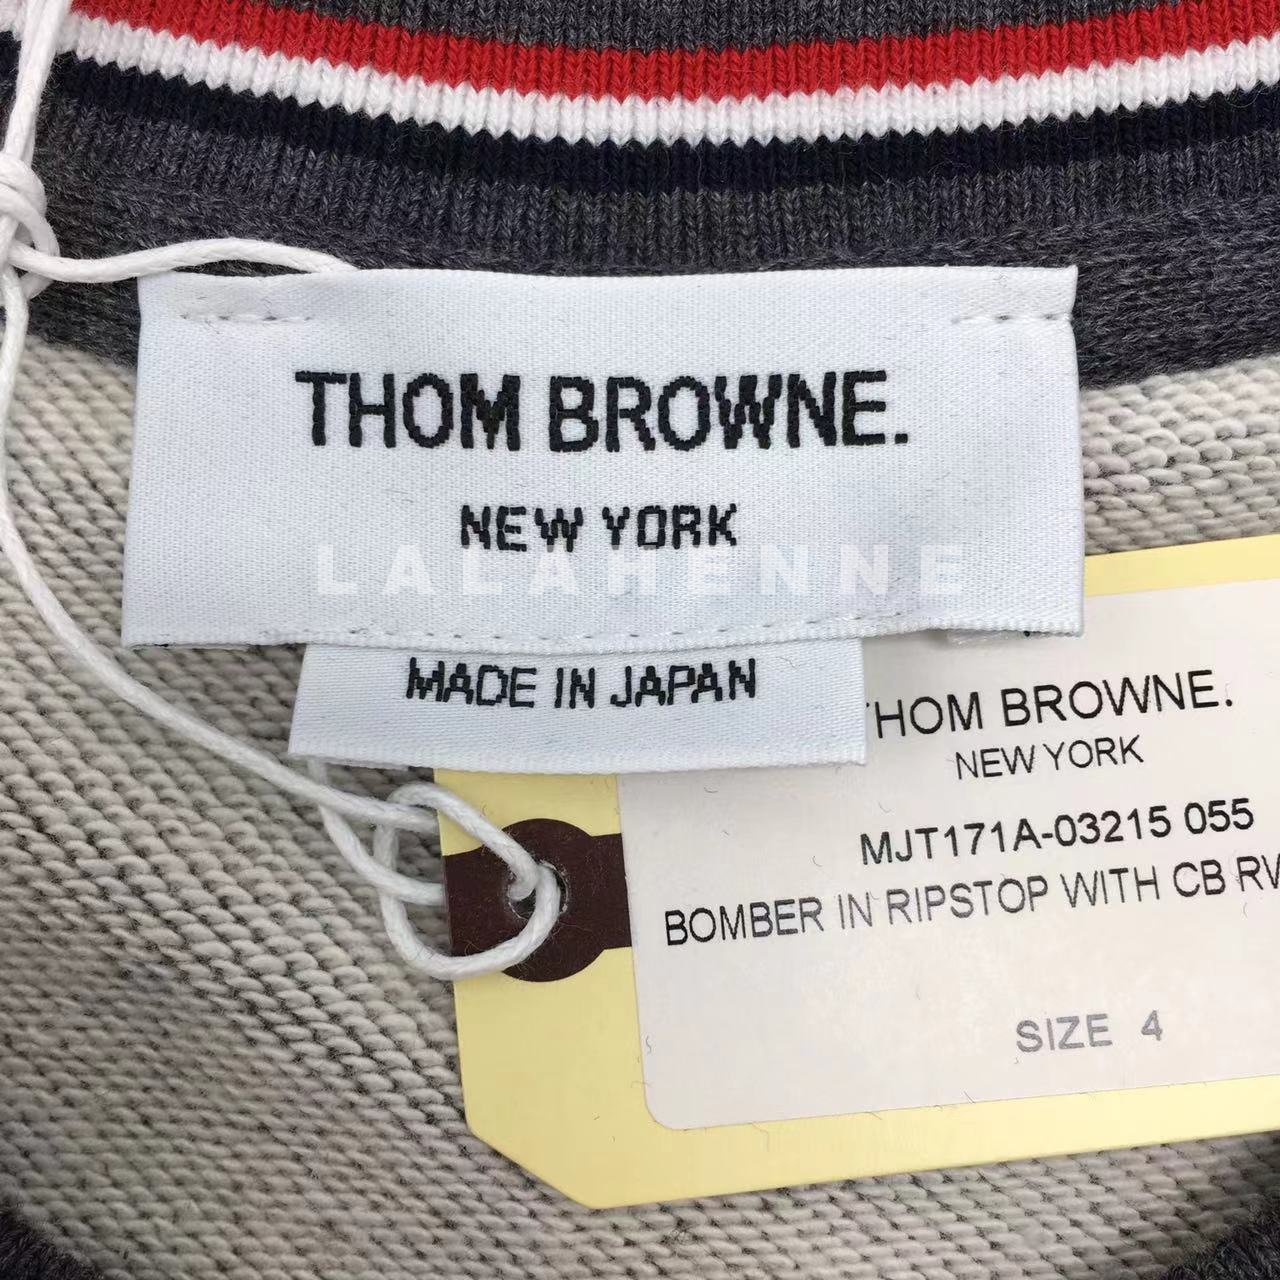 THOM BROWNE.
NEW YORK
LALAHENNE
MADE IN JAPAN
HOM BROWNE.
NEW YORK
MJT171A-03215 055
BOMBER IN RIPSTOP WITH CB
SIZE 4